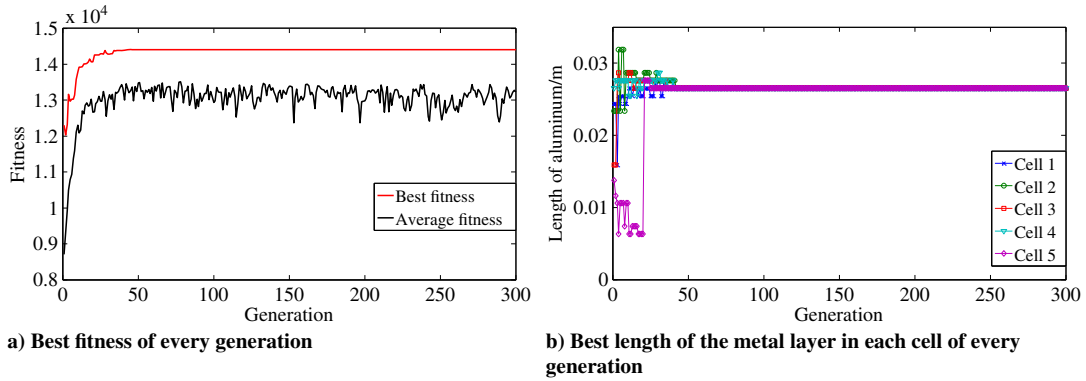 x 10⁴
1.5
1.4
1.3
1.2
1.1
1
0.9
0.8
Fitness
Best fitness
Average fitness
0 50 100 150 200 250 300
Generation
a) Best fitness of every generation
0.03
0.02
0.01
0
Length of aluminum/m
Cell 1
Cell 2
Cell 3
Cell 4
Cell 5
0 50 100 150 200 250 300
Generation
b) Best length of the metal layer in each cell of every
generation